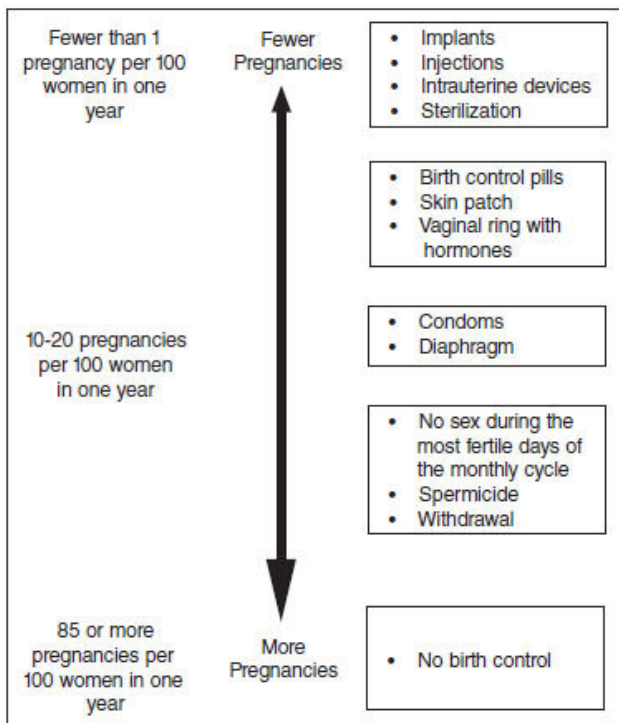 Fewer than 1
pregnancy per 100
women in one
year
Fewer
Pregnancies
• Implants
• Injections
• Intrauterine devices
• Sterilization
• Birth control pills
• Skin patch
• Vaginal ring with
hormones
10-20 pregnancies
per 100 women
in one year
• Condoms
• Diaphragm
• No sex during the
most fertile days of
the monthly cycle
• Spermicide
• Withdrawal
85 or more
pregnancies per
100 women in one
year
More
Pregnancies
• No birth control